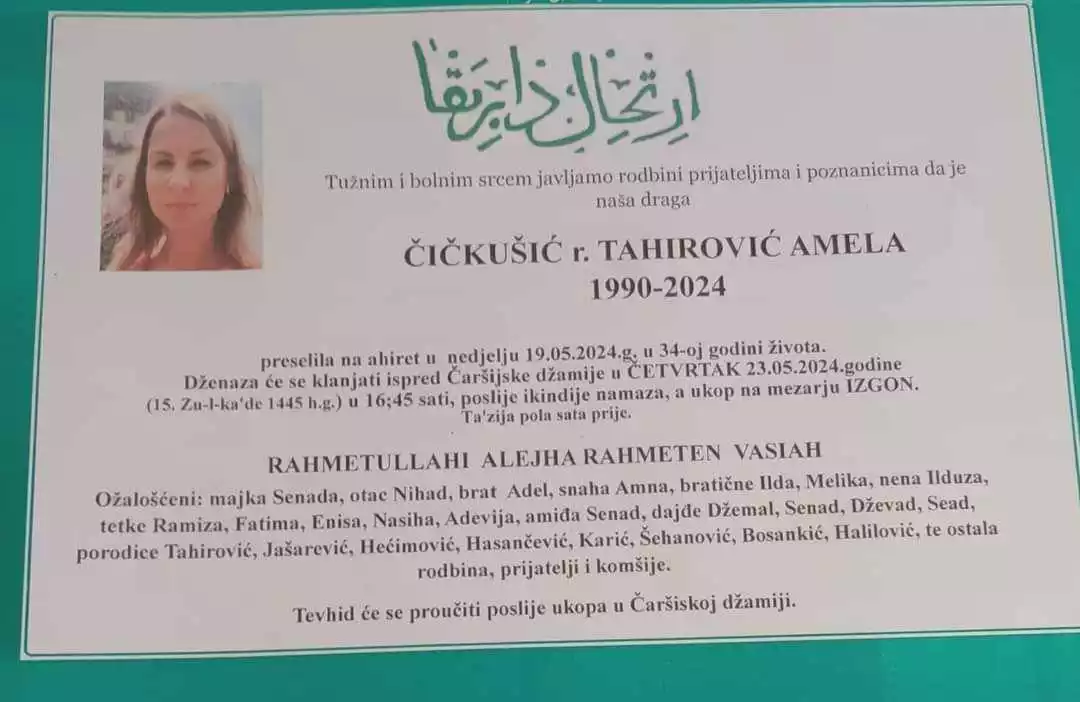 ارتحال دار بقا
Tužnim i bolnim srcem javljamo rodbini prijateljima i poznanicima da je
naša draga
ČIČKUŠIĆ r. TAHIROVIĆ AMELA
1990-2024
preselila na ahiret u nedjelju 19.05.2024.g. u 34-oj godini života.
Dženaza će se klanjati ispred Čaršijske džamije u ČETVRTAK 23.05.2024.godine
(15. Zu-l-ka'de 1445 h.g.) u 16;45 sati, poslije ikindije namaza, a ukop na mezarju IZGON.
Ta'zija pola sata prije.
RAHMETULLAHI ALEJHA RAHMETEN VASIAH
Ožalošćeni: majka Senada, otac Nihad, brat Adel, snaha Amna, bratične Ilda, Melika, nena Ilduza,
tetke Ramiza, Fatima, Enisa, Nasiha, Adevija, amiđa Senad, dajđe Džemal, Senad, Dževad, Sead,
porodice Tahirović, Jašarević, Hećimović, Hasančević, Karić, Šehanović, Bosankić, Halilović, te ostala
rodbina, prijatelji i komšije.
Tevhid će se proučiti poslije ukopa u Čaršiskoj džamiji.